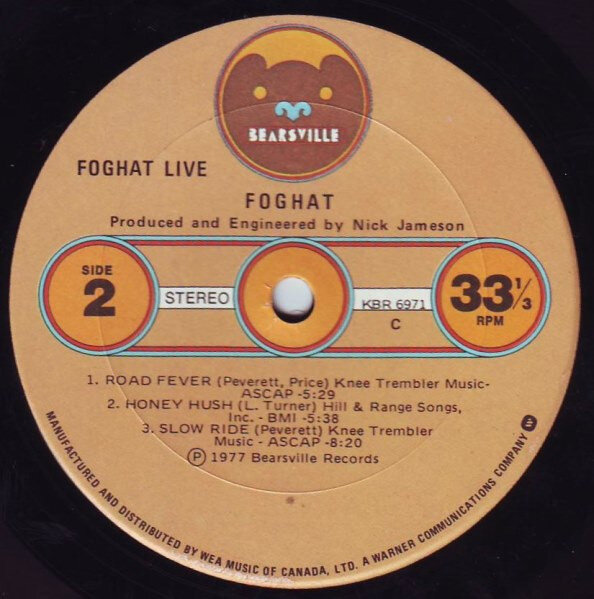 BEARSVILLE
FOGHAT LIVE
FOGHAT
Produced and Engineered by Nick Jameson
SIDE
2
STEREO
KBR 6971
C
33 1/3
RPM
1. ROAD FEVER (Peverett, Price) Knee Trembler Music-
ASCAP -5:29
2. HONEY HUSH (L. Turner) Hill & Range Songs,
Inc. - BMI -5:38
3. SLOW RIDE (Peverett) Knee Trembler
Music - ASCAP -8:20
Ⓟ 1977 Bearsville Records
MANUFACTURED AND DISTRIBUTED BY WEA MUSIC OF CANADA, LTD. A WARNER COMMUNICATIONS COMPANY